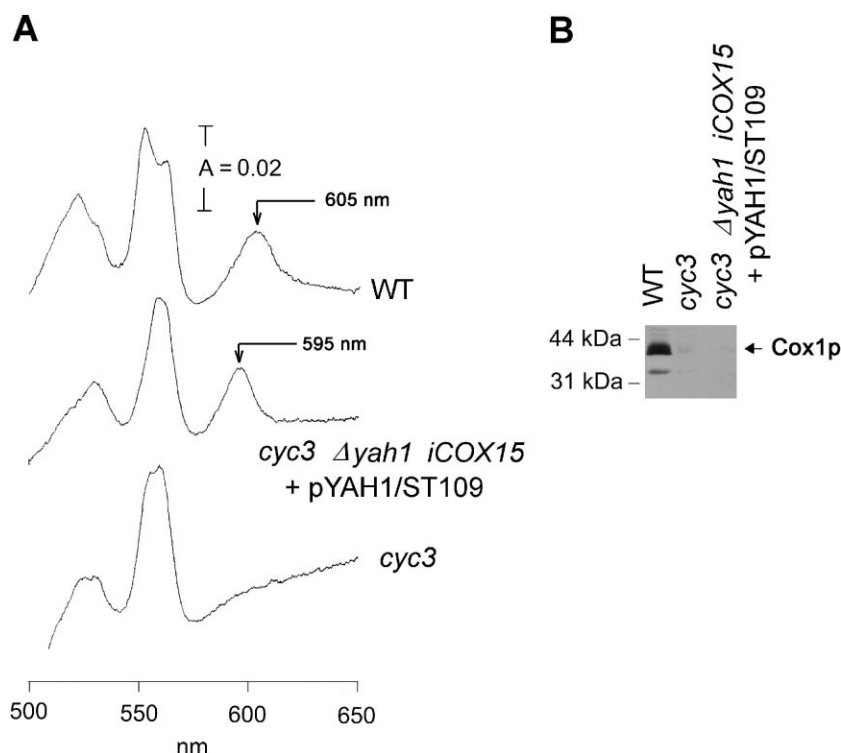 A
A = 0.02
605 nm
WT
595 nm
cyc3 Δyah1 iCOX15
+ pYAH1/ST109
cyc3
500 550 600 650
nm
B
WT
cyc3
cyc3 Δyah1 iCOX15
+ pYAH1/ST109
44 kDa
Cox1p
31 kDa